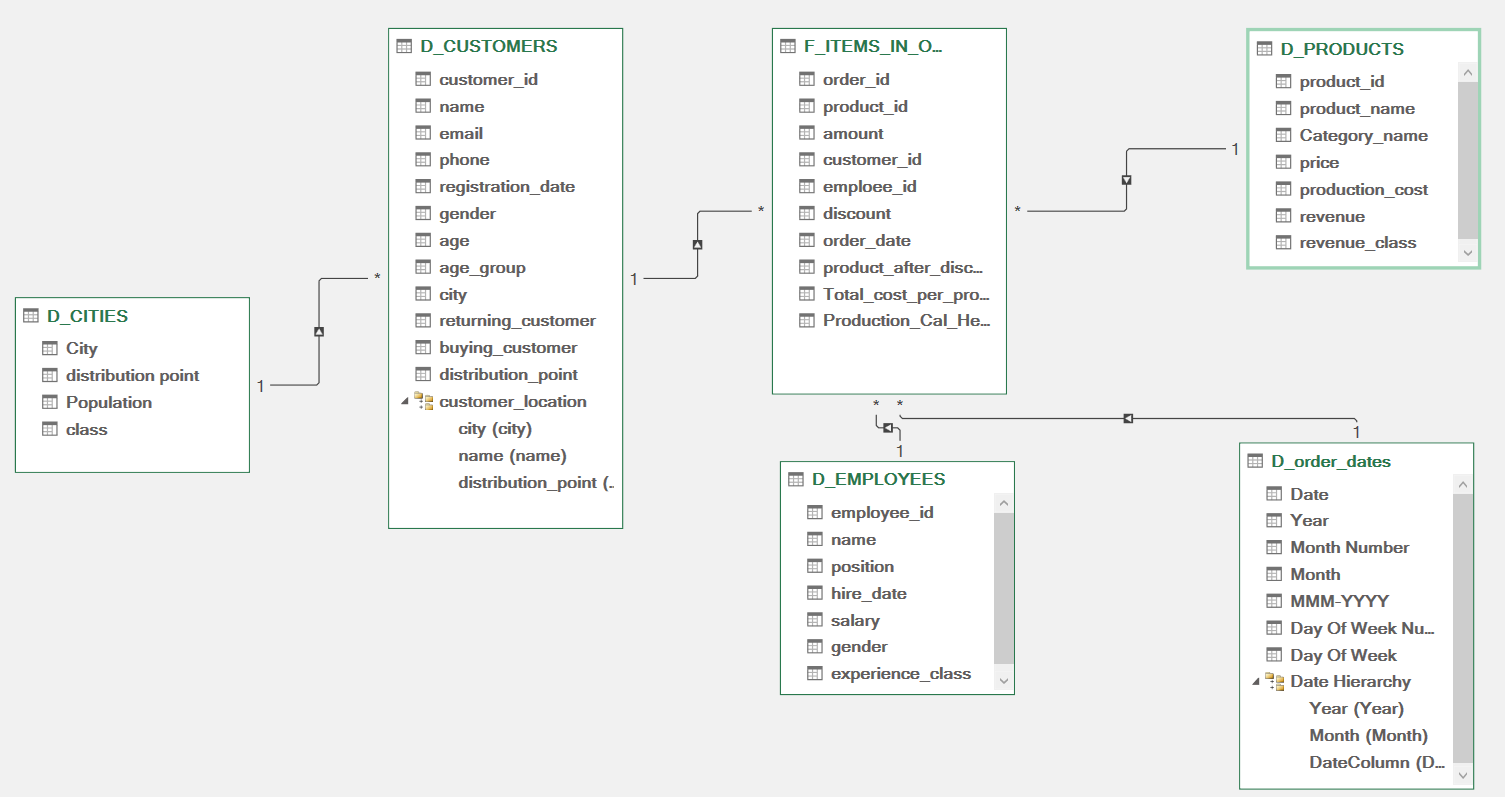 D_CUSTOMERS
customer_id
name
email
phone
registration_date
gender
age
age_group
city
returning_customer
buying_customer
distribution_point
customer_location
city (city)
name (name)
distribution_point (..
F_ITEMS_IN_O...
order_id
product_id
amount
customer_id
emploee_id
discount
order_date
product_after_disc...
Total_cost_per_pro...
Production_Cal_He...
D_PRODUCTS
product_id
product_name
Category_name
price
production_cost
revenue
revenue_class
1
*
*
1
*
1
D_CITIES
City
distribution point
Population
class
*
*
1
1
D_EMPLOYEES
employee_id
name
position
hire_date
salary
gender
experience_class
D_order_dates
Date
Year
Month Number
Month
MMM-YYYY
Day Of Week Nu...
Day Of Week
Date Hierarchy
Year (Year)
Month (Month)
DateColumn (D...